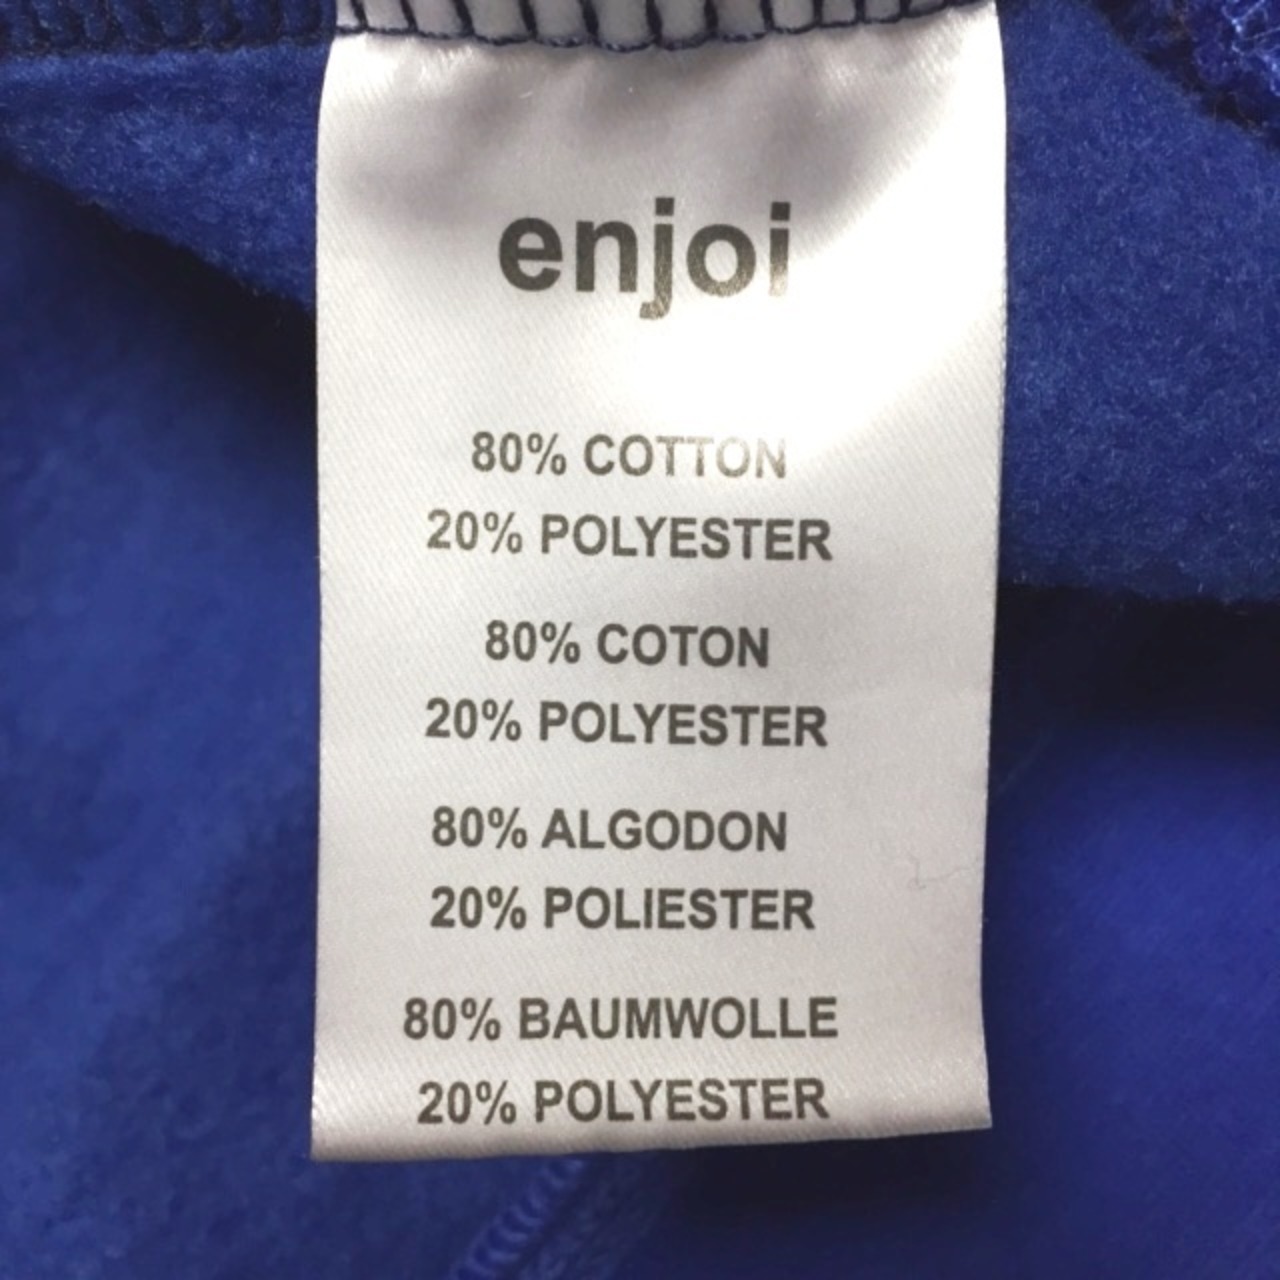 enjoi
80% COTTON
20% POLYESTER
80% COTON
20% POLYESTER
80% ALGODON
20% POLIESTER
80% BAUMWOLLE
20% POLYESTER